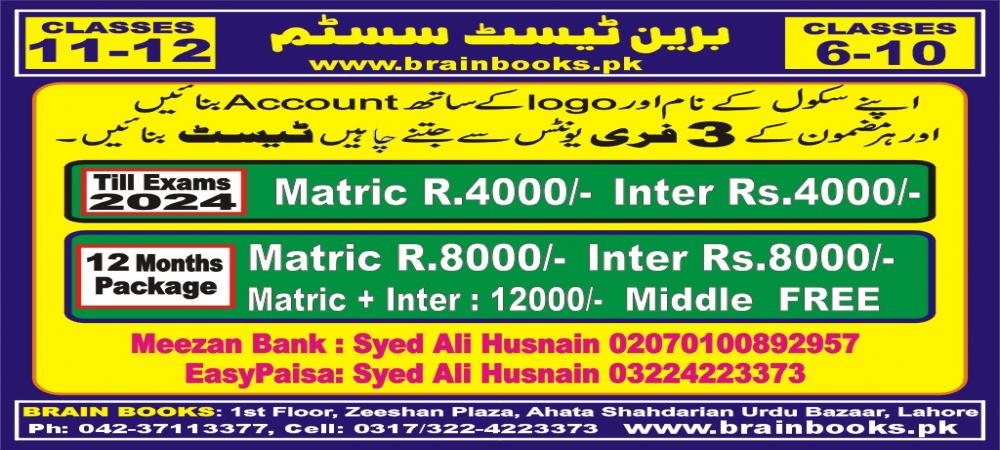 CLASSES
11-12
برین ٹیسٹ سسٹم
www.brainbooks.pk
CLASSES
6-10
اپنے سکول کے نام اور logo کے ساتھ Account بنائیں
اور ہر مضمون کے 3 فری یونٹس سے جتنے چاہیں ٹیسٹ بنائیں۔
Till Exams
2024
Matric R.4000/- Inter Rs.4000/-
12 Months
Package
Matric R.8000/- Inter Rs.8000/-
Matric + Inter : 12000/- Middle FREE
Meezan Bank : Syed Ali Husnain 02070100892957
EasyPaisa: Syed Ali Husnain 03224223373
BRAIN BOOKS: 1st Floor, Zeeshan Plaza, Ahata Shahdarian Urdu Bazaar, Lahore
Ph: 042-37113377, Cell: 0317/322-4223373 www.brainbooks.pk